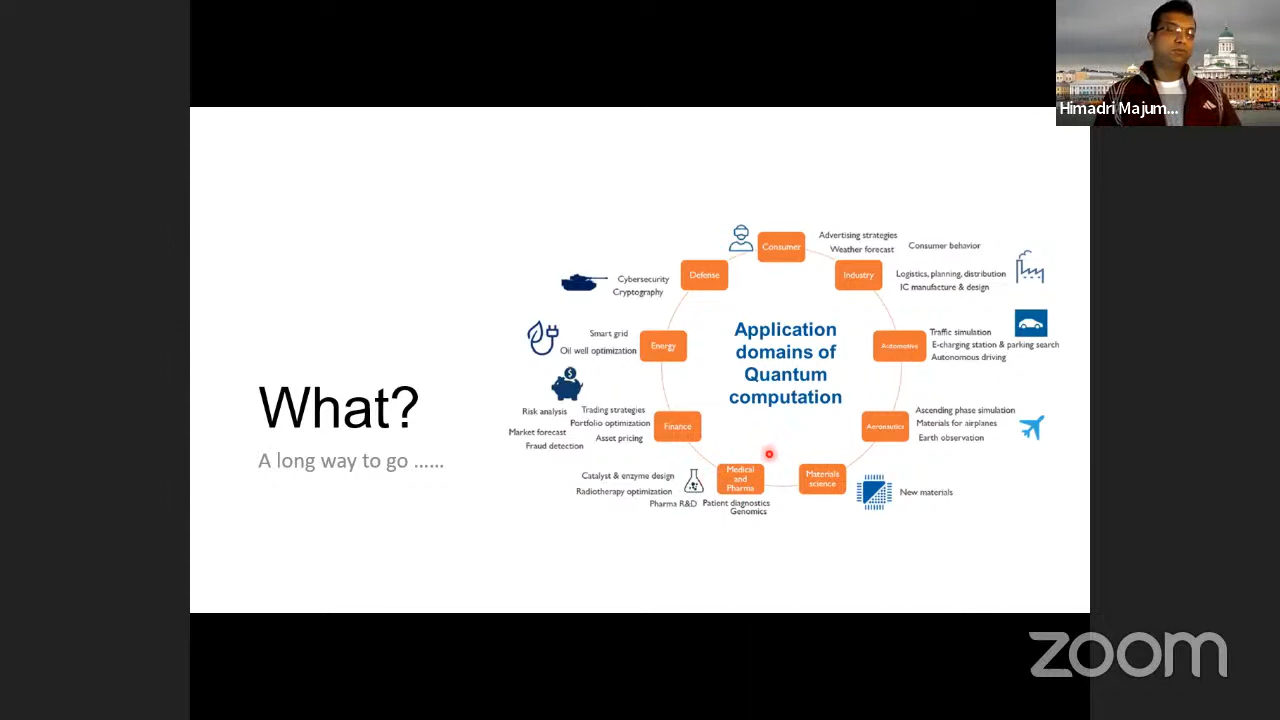 Himadri Majum...
What?
A long way to go ......
Application
domains of
Quantum
computation
Consumer
Advertising strategies
Weather forecast
Consumer behavior
Industry
Logistics, planning, distribution
IC manufacture & design
Automotive
Traffic simulation
E-charging station & parking search
Autonomous driving
Aeronautics
Ascending phase simulation
Materials for airplanes
Earth observation
Materials
science
New materials
Medical
and
Pharma
Catalyst & enzyme design
Radiotherapy optimization
Pharma R&D
Patient diagnostics
Genomics
Finance
Risk analysis
Trading strategies
Portfolio optimization
Market forecast
Asset pricing
Fraud detection
Energy
Smart grid
Oil well optimization
Defense
Cybersecurity
Cryptography
zoom